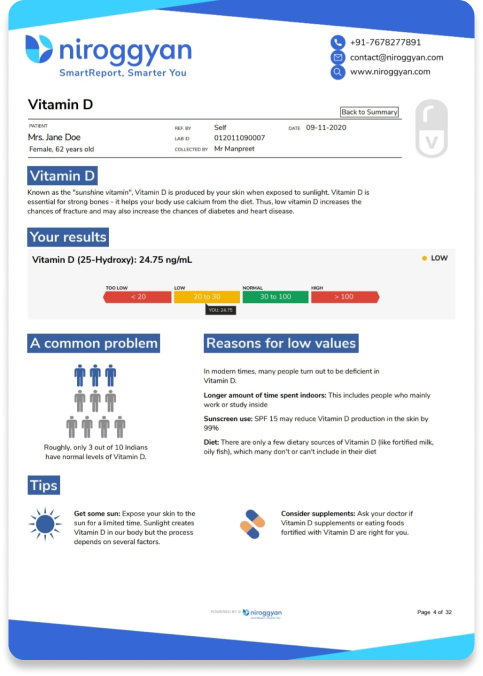 niroggyan
SmartReport, Smarter You
+91-7678277891
contact@niroggyan.com
www.niroggyan.com
Vitamin D
Back to Summary
PATIENT
Mrs. Jane Doe
Female, 62 years old
REF. BY Self
LAB ID 012011090007
COLLECTED BY Mr Manpreet
DATE 09-11-2020
V
Vitamin D
Known as the "sunshine vitamin", Vitamin D is produced by your skin when exposed to sunlight. Vitamin D is
essential for strong bones - it helps your body use calcium from the diet. Thus, low vitamin D increases the
chances of fracture and may also increase the chances of diabetes and heart disease.
Your results
Vitamin D (25-Hydroxy): 24.75 ng/mL
LOW
TOO LOW LOW NORMAL HIGH
< 20 20 to 30 30 to 100 > 100
YOU: 24.75
A common problem
Roughly, only 3 out of 10 Indians
have normal levels of Vitamin D.
Reasons for low values
In modern times, many people turn out to be deficient in
Vitamin D.
Longer amount of time spent indoors: This includes people who mainly
work or study inside
Sunscreen use: SPF 15 may reduce Vitamin D production in the skin by
99%
Diet: There are only a few dietary sources of Vitamin D (like fortified milk,
oily fish), which many don't or can't include in their diet
Tips
Get some sun: Expose your skin to the
sun for a limited time. Sunlight creates
Vitamin D in our body but the process
depends on several factors.
Consider supplements: Ask your doctor if
Vitamin D supplements or eating foods
fortified with Vitamin D are right for you.
POWERED BY niroggyan
SmartReport, Smarter You
Page 4 of 32